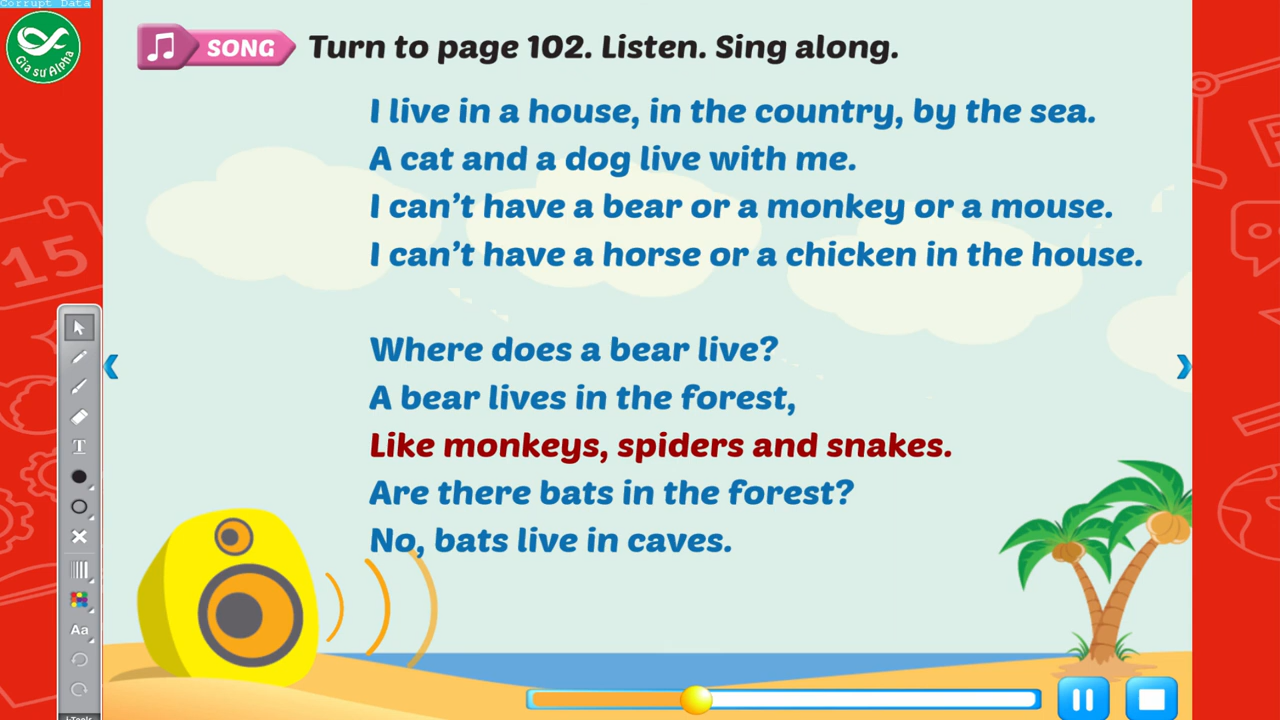 Corrupt Data
Gia sư Alpha
SONG
Turn to page 102. Listen. Sing along.
I live in a house, in the country, by the sea.
A cat and a dog live with me.
I can't have a bear or a monkey or a mouse.
I can't have a horse or a chicken in the house.
Where does a bear live?
A bear lives in the forest,
Like monkeys, spiders and snakes.
Are there bats in the forest?
No, bats live in caves.
15
T
Aa
i-Tools